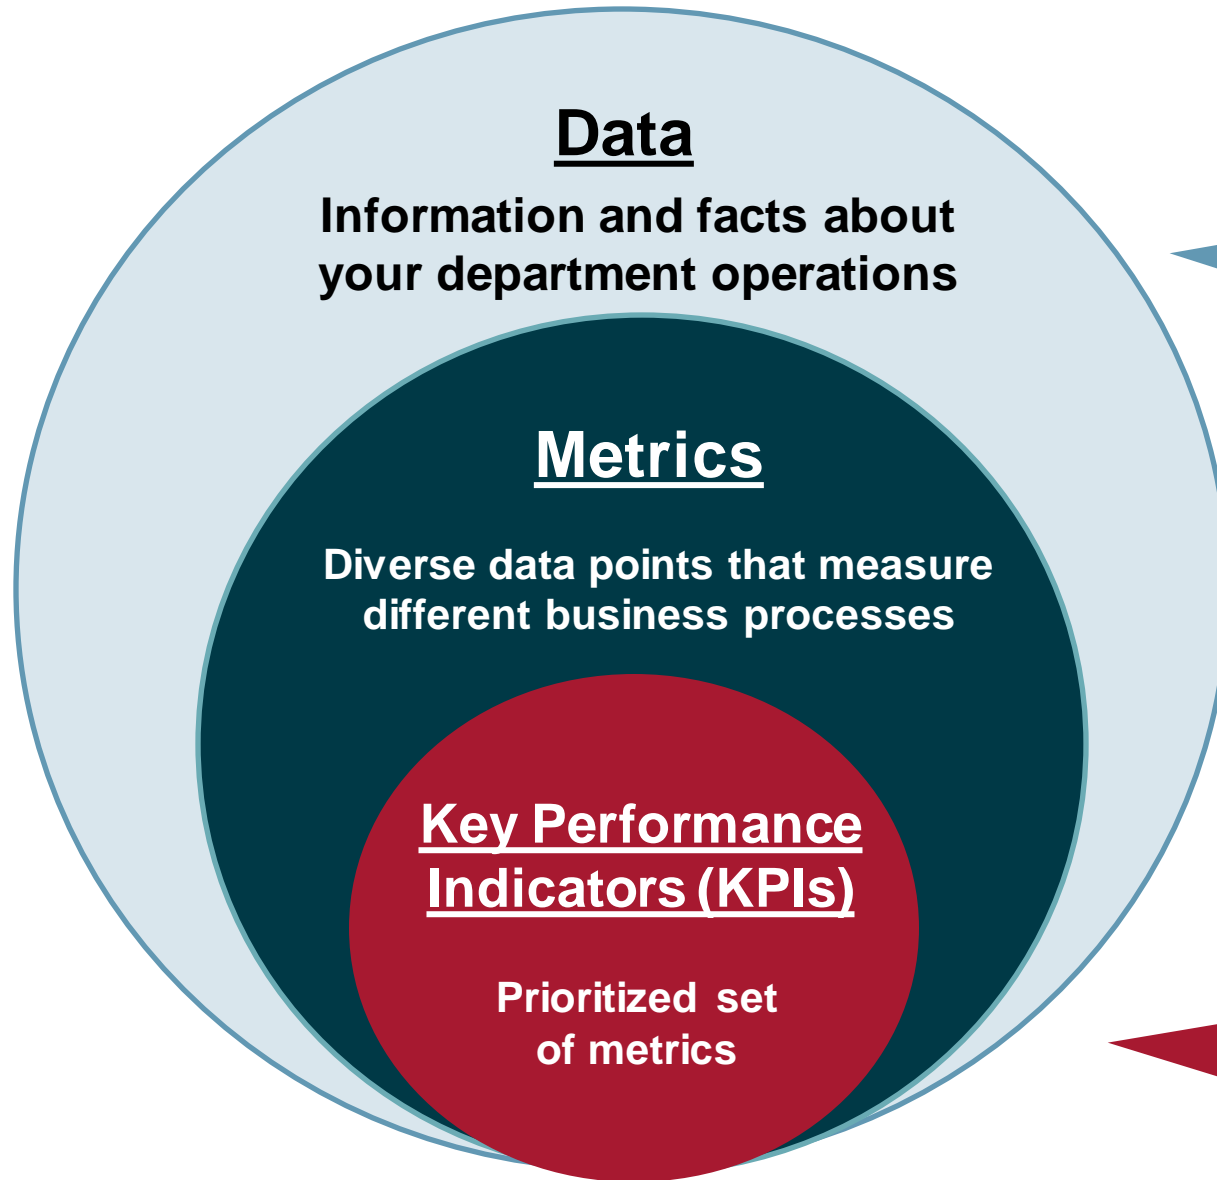 Data
Information and facts about
your department operations
Metrics
Diverse data points that measure
different business processes
Key Performance
Indicators (KPIs)
Prioritized set
of metrics